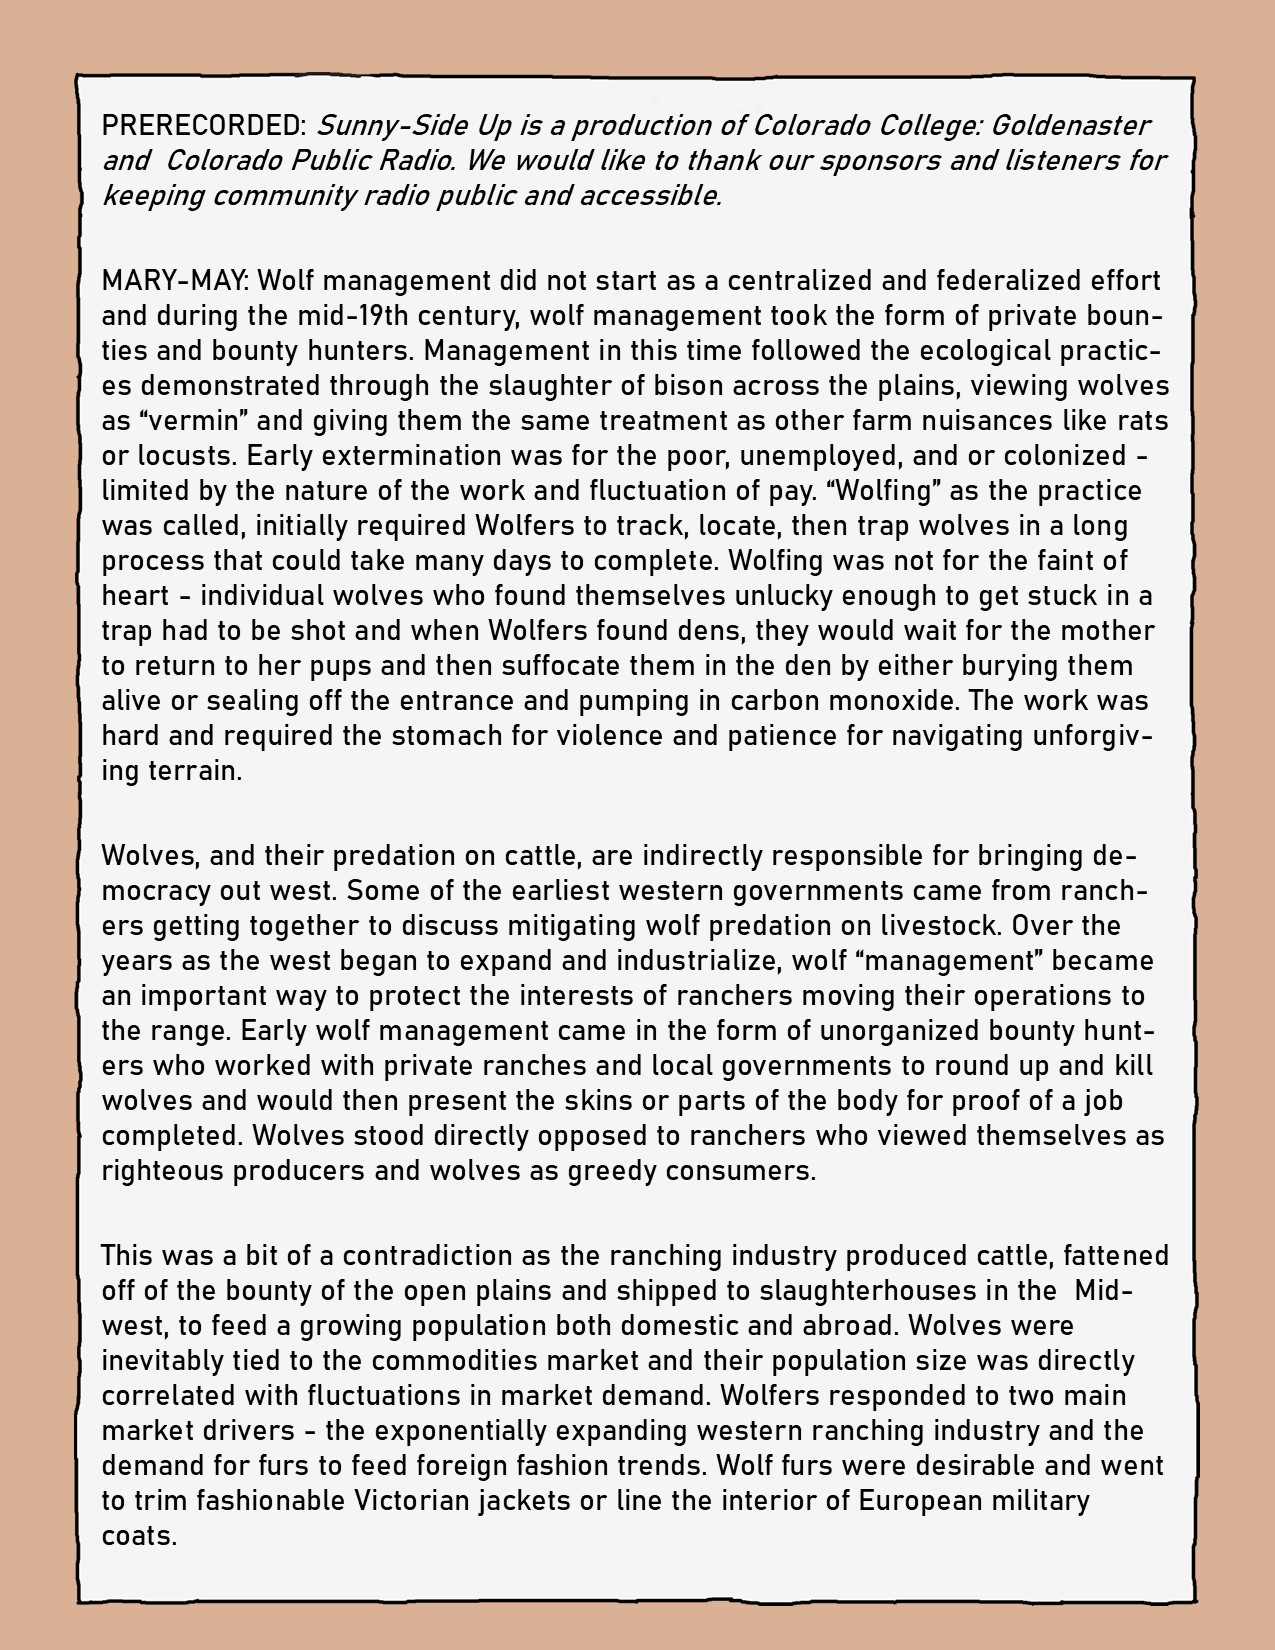 PRERECORDED: Sunny-Side Up is a production of Colorado College: Goldenaster
and  Colorado Public Radio. We would like to thank our sponsors and listeners for
keeping community radio public and accessible.
MARY-MAY: Wolf management did not start as a centralized and federalized effort
and during the mid-19th century, wolf management took the form of private boun-
ties and bounty hunters. Management in this time followed the ecological practic-
es demonstrated through the slaughter of bison across the plains, viewing wolves
as “vermin” and giving them the same treatment as other farm nuisances like rats
or locusts. Early extermination was for the poor, unemployed, and or colonized -
limited by the nature of the work and fluctuation of pay. “Wolfing” as the practice
was called, initially required Wolfers to track, locate, then trap wolves in a long
process that could take many days to complete. Wolfing was not for the faint of
heart - individual wolves who found themselves unlucky enough to get stuck in a
trap had to be shot and when Wolfers found dens, they would wait for the mother
to return to her pups and then suffocate them in the den by either burying them
alive or sealing off the entrance and pumping in carbon monoxide. The work was
hard and required the stomach for violence and patience for navigating unforgiv-
ing terrain.
Wolves, and their predation on cattle, are indirectly responsible for bringing de-
mocracy out west. Some of the earliest western governments came from ranch-
ers getting together to discuss mitigating wolf predation on livestock. Over the
years as the west began to expand and industrialize, wolf “management” became
an important way to protect the interests of ranchers moving their operations to
the range. Early wolf management came in the form of unorganized bounty hunt-
ers who worked with private ranches and local governments to round up and kill
wolves and would then present the skins or parts of the body for proof of a job
completed. Wolves stood directly opposed to ranchers who viewed themselves as
righteous producers and wolves as greedy consumers.
This was a bit of a contradiction as the ranching industry produced cattle, fattened
off of the bounty of the open plains and shipped to slaughterhouses in the  Mid-
west, to feed a growing population both domestic and abroad. Wolves were
inevitably tied to the commodities market and their population size was directly
correlated with fluctuations in market demand. Wolfers responded to two main
market drivers - the exponentially expanding western ranching industry and the
demand for furs to feed foreign fashion trends. Wolf furs were desirable and went
to trim fashionable Victorian jackets or line the interior of European military
coats.